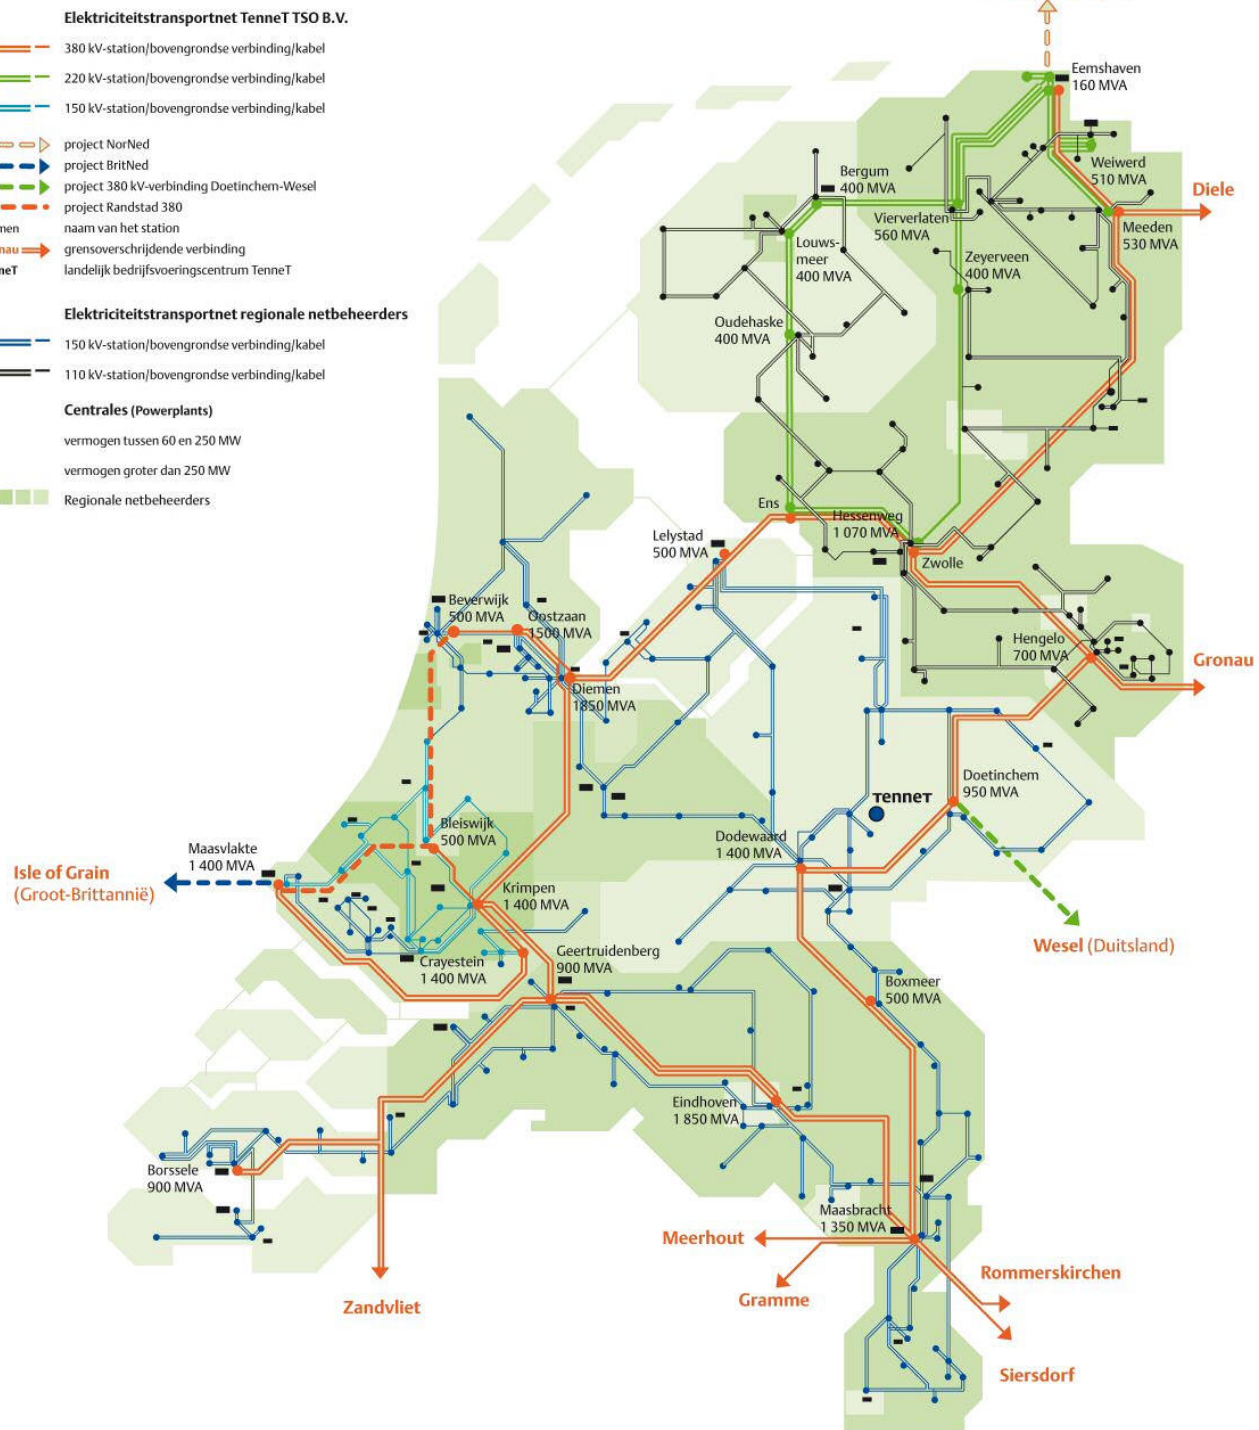 Elektriciteitstransportnet TenneT TSO B.V.
380 kV-station/bovengrondse verbinding/kabel
220 kV-station/bovengrondse verbinding/kabel
150 kV-station/bovengrondse verbinding/kabel
project NorNed
project BritNed
project 380 kV-verbinding Doetinchem-Wesel
project Randstad 380
men naam van het station
nau grensoverschrijdende verbinding
neT landelijk bedrijfsvoeringscentrum TenneT
Elektriciteitstransportnet regionale netbeheerders
150 kV-station/bovengrondse verbinding/kabel
110 kV-station/bovengrondse verbinding/kabel
Centrales (Powerplants)
vermogen tussen 60 en 250 MW
vermogen groter dan 250 MW
Regionale netbeheerders
Eemshaven
160 MVA
Weiwerd
510 MVA
Diele
Bergum
400 MVA
Vierverlaten
560 MVA
Meeden
530 MVA
Louws-
meer
400 MVA
Zeyerveen
400 MVA
Oudehaske
400 MVA
Ens
Hessenweg
1 070 MVA
Lelystad
500 MVA
Zwolle
Beverwijk
500 MVA
Oostzaan
1500 MVA
Hengelo
700 MVA
Gronau
Diemen
1850 MVA
Doetinchem
950 MVA
TenneT
Bleiswijk
500 MVA
Dodewaard
1 400 MVA
Maasvlakte
1 400 MVA
Isle of Grain
(Groot-Brittannië)
Krimpen
1 400 MVA
Wesel (Duitsland)
Crayestein
1 400 MVA
Geertruidenberg
900 MVA
Boxmeer
500 MVA
Eindhoven
1 850 MVA
Borssele
900 MVA
Maasbracht
1 350 MVA
Meerhout
Rommerskirchen
Gramme
Zandvliet
Siersdorf